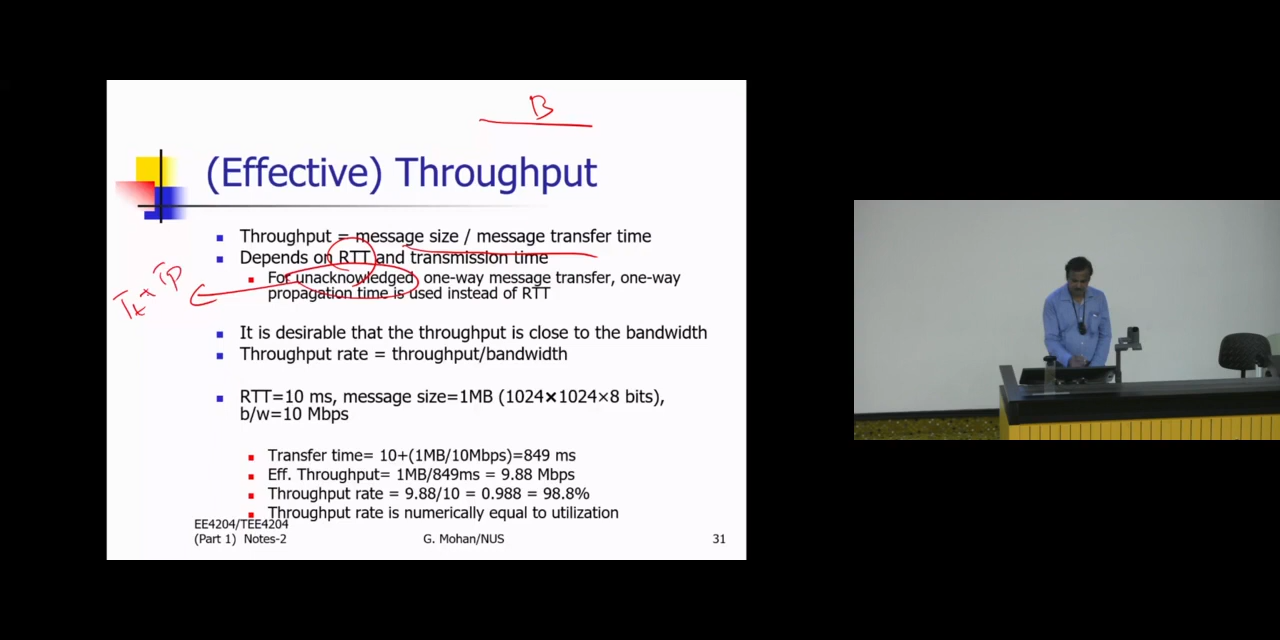 B
(Effective) Throughput
Throughput = message size / message transfer time
Depends on RTT and transmission time
For unacknowledged one-way message transfer, one-way
propagation time is used instead of RTT
Tx + Tp
It is desirable that the throughput is close to the bandwidth
Throughput rate = throughput/bandwidth
RTT=10 ms, message size=1MB (1024×1024×8 bits),
b/w=10 Mbps
Transfer time= 10+(1MB/10Mbps)=849 ms
Eff. Throughput= 1MB/849ms = 9.88 Mbps
Throughput rate = 9.88/10 = 0.988 = 98.8%
Throughput rate is numerically equal to utilization
EE4204/TEE4204
(Part 1) Notes-2
G. Mohan/NUS
31